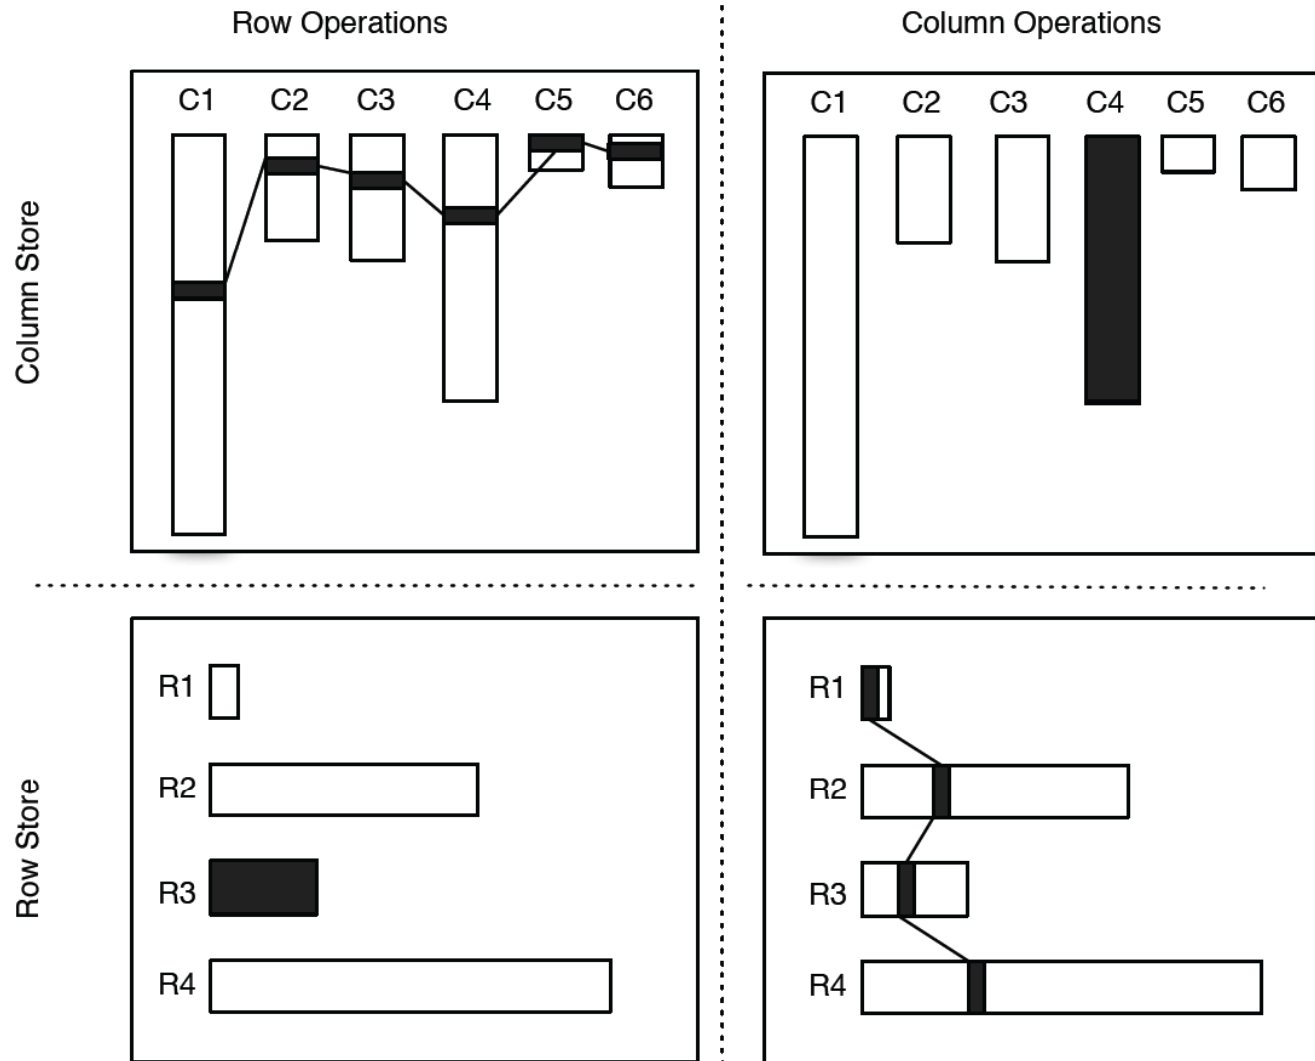 Row Operations
Column Operations
Column Store
C1 C2 C3 C4 C5 C6
C1 C2 C3 C4 C5 C6
Row Store
R1
R2
R3
R4
R1
R2
R3
R4